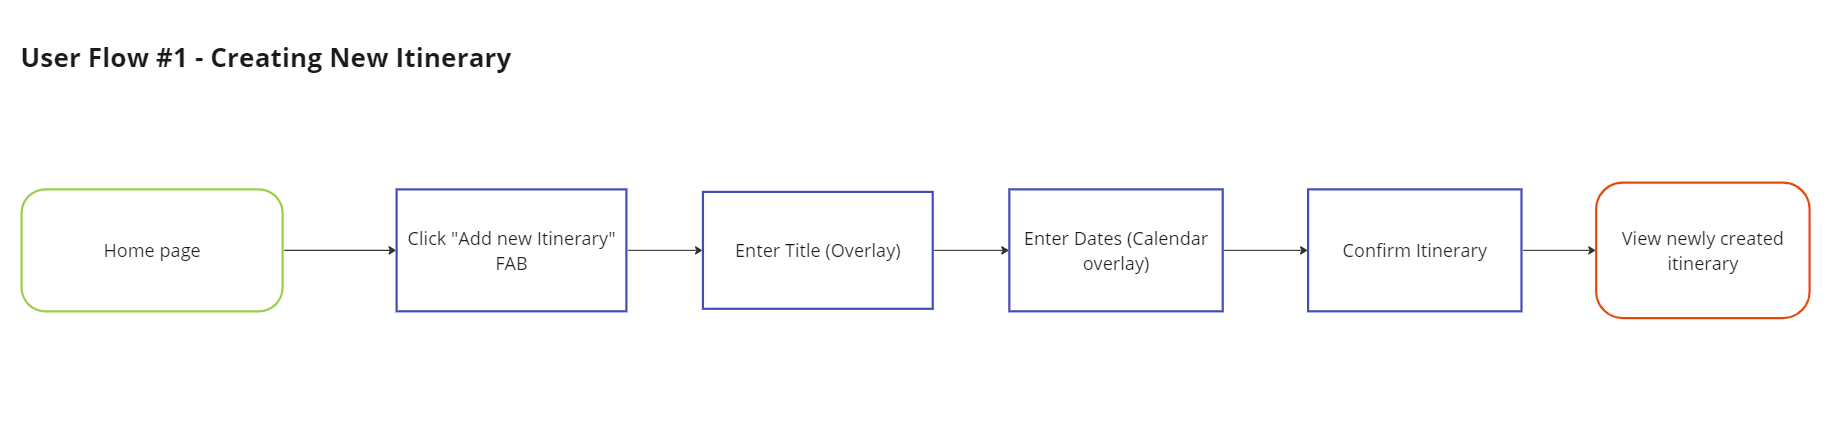 User Flow #1 - Creating New Itinerary
Home page
Click "Add new Itinerary"
FAB
Enter Title (Overlay)
Enter Dates (Calendar
overlay)
Confirm Itinerary
View newly created
itinerary